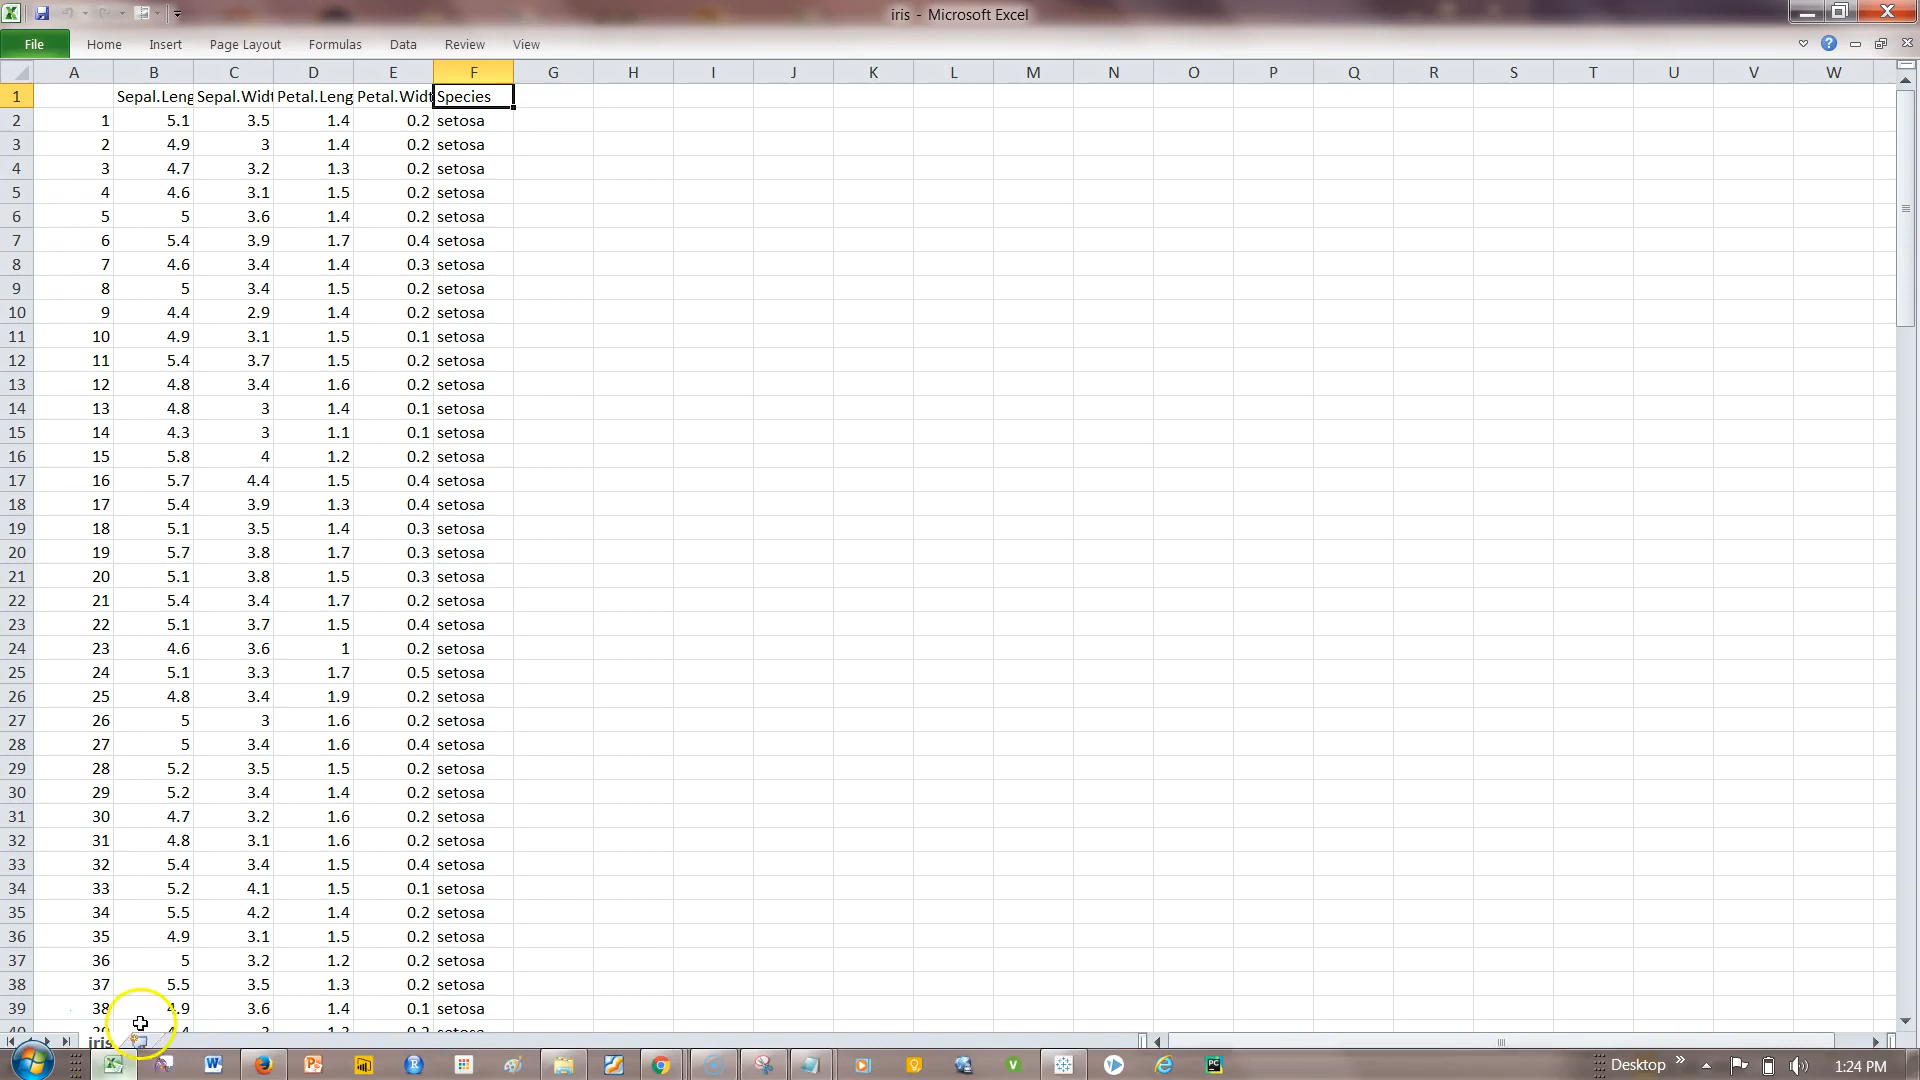 iris - Microsoft Excel
File Home Insert Page Layout Formulas Data Review View
A B C D E F G H I J K L M N O P Q R S T U V W
1 Sepal.Leng Sepal.Widt Petal.Leng Petal.Widt Species
2 1 5.1 3.5 1.4 0.2 setosa
3 2 4.9 3 1.4 0.2 setosa
4 3 4.7 3.2 1.3 0.2 setosa
5 4 4.6 3.1 1.5 0.2 setosa
6 5 5 3.6 1.4 0.2 setosa
7 6 5.4 3.9 1.7 0.4 setosa
8 7 4.6 3.4 1.4 0.3 setosa
9 8 5 3.4 1.5 0.2 setosa
10 9 4.4 2.9 1.4 0.2 setosa
11 10 4.9 3.1 1.5 0.1 setosa
12 11 5.4 3.7 1.5 0.2 setosa
13 12 4.8 3.4 1.6 0.2 setosa
14 13 4.8 3 1.4 0.1 setosa
15 14 4.3 3 1.1 0.1 setosa
16 15 5.8 4 1.2 0.2 setosa
17 16 5.7 4.4 1.5 0.4 setosa
18 17 5.4 3.9 1.3 0.4 setosa
19 18 5.1 3.5 1.4 0.3 setosa
20 19 5.7 3.8 1.7 0.3 setosa
21 20 5.1 3.8 1.5 0.3 setosa
22 21 5.4 3.4 1.7 0.2 setosa
23 22 5.1 3.7 1.5 0.4 setosa
24 23 4.6 3.6 1 0.2 setosa
25 24 5.1 3.3 1.7 0.5 setosa
26 25 4.8 3.4 1.9 0.2 setosa
27 26 5 3 1.6 0.2 setosa
28 27 5 3.4 1.6 0.4 setosa
29 28 5.2 3.5 1.5 0.2 setosa
30 29 5.2 3.4 1.4 0.2 setosa
31 30 4.7 3.2 1.6 0.2 setosa
32 31 4.8 3.1 1.6 0.2 setosa
33 32 5.4 3.4 1.5 0.4 setosa
34 33 5.2 4.1 1.5 0.1 setosa
35 34 5.5 4.2 1.4 0.2 setosa
36 35 4.9 3.1 1.5 0.2 setosa
37 36 5 3.2 1.2 0.2 setosa
38 37 5.5 3.5 1.3 0.2 setosa
39 38 4.9 3.6 1.4 0.1 setosa
iris
Desktop 1:24 PM